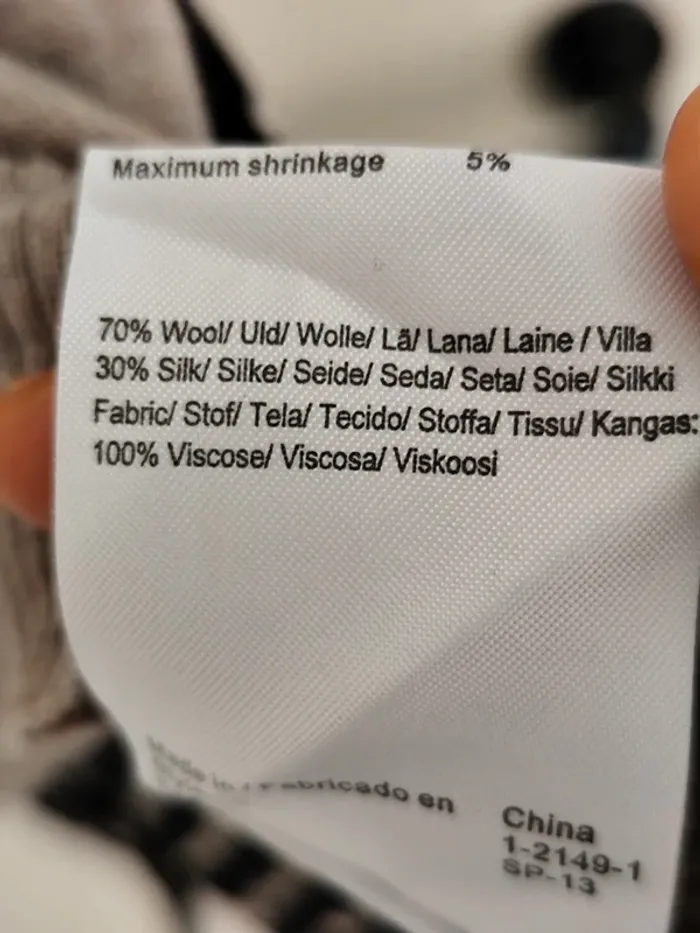 Maximum shrinkage 5%
70% Wool/ Uld/ Wolle/ Lã/ Lana/ Laine / Villa
30% Silk/ Silke/ Seide/ Seda/ Seta/ Soie/ Silkki
Fabric/ Stof/ Tela/ Tecido/ Stoffa/ Tissu/ Kangas:
100% Viscose/ Viscosa/ Viskoosi
Made in / Fabricado en China
1-2149-1
SP-13